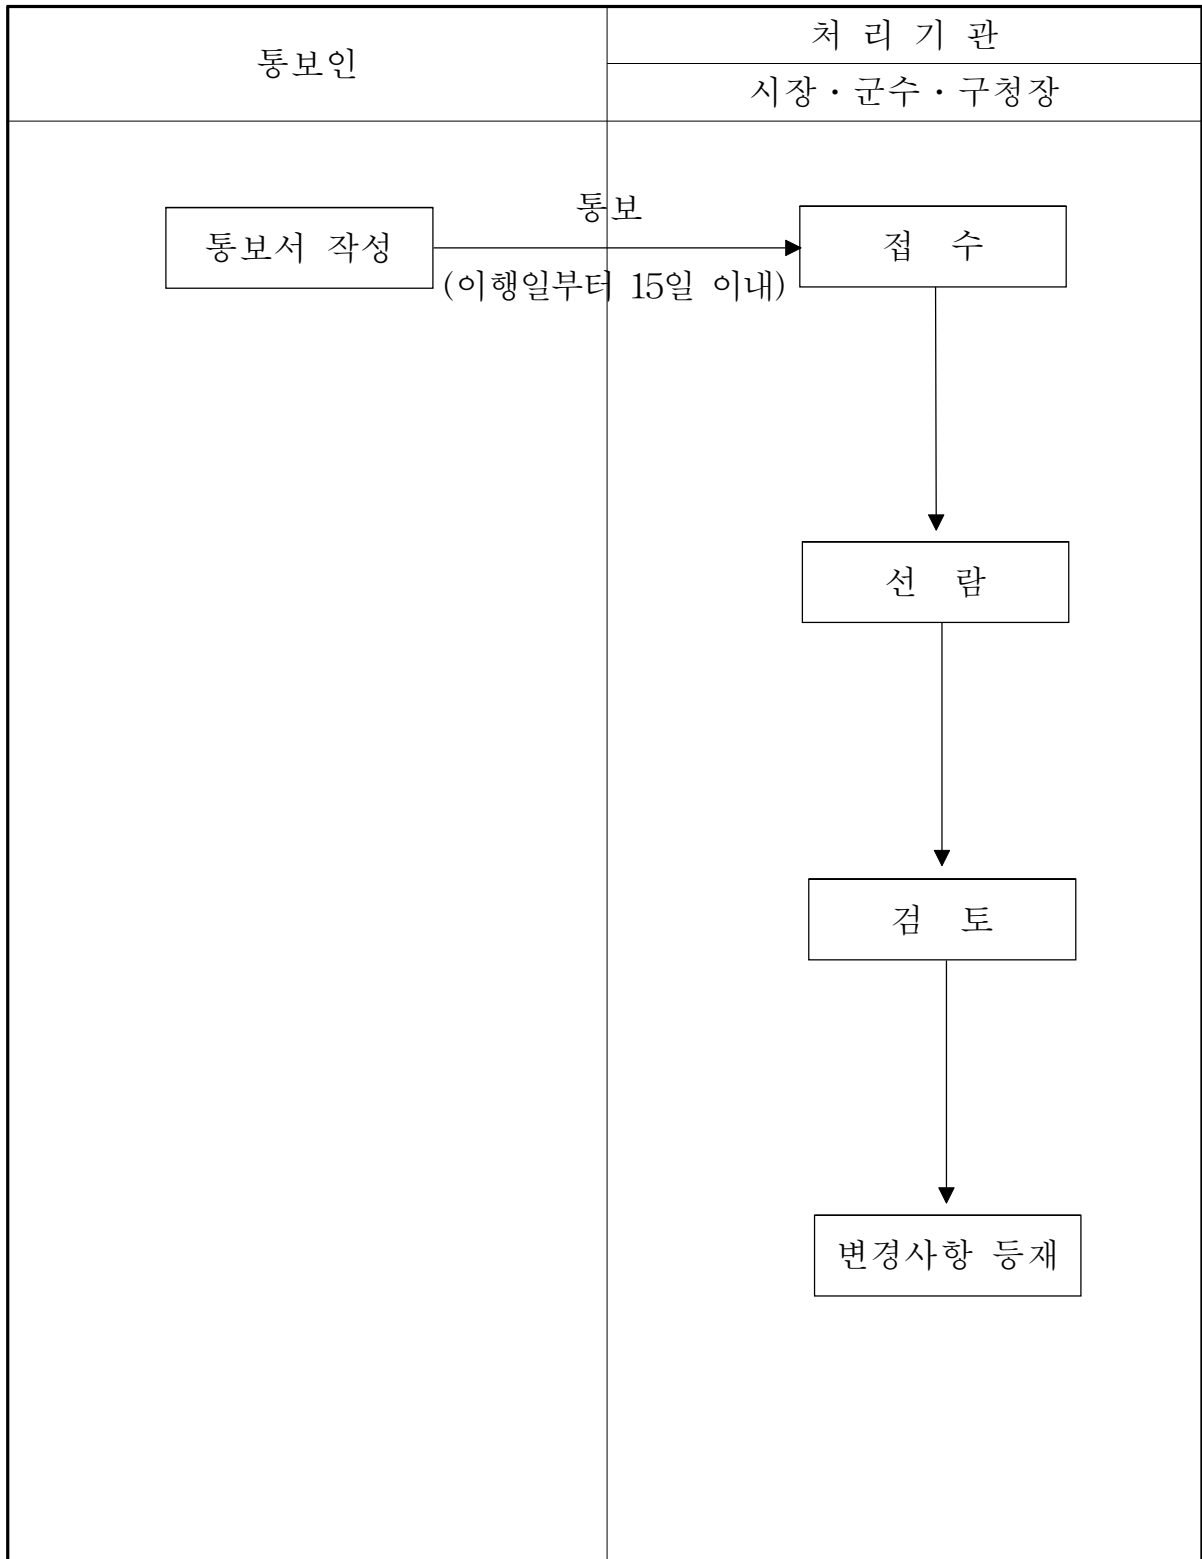 통보인
처 리 기 관
시장・군수・구청장
통보
통보서 작성
접 수
(이행일부터 15일 이내)
선 람
검 토
변경사항 등재